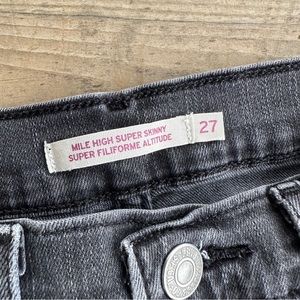 MILE HIGH SUPER SKINNY
SUPER FILIFORME ALTITUDE
27